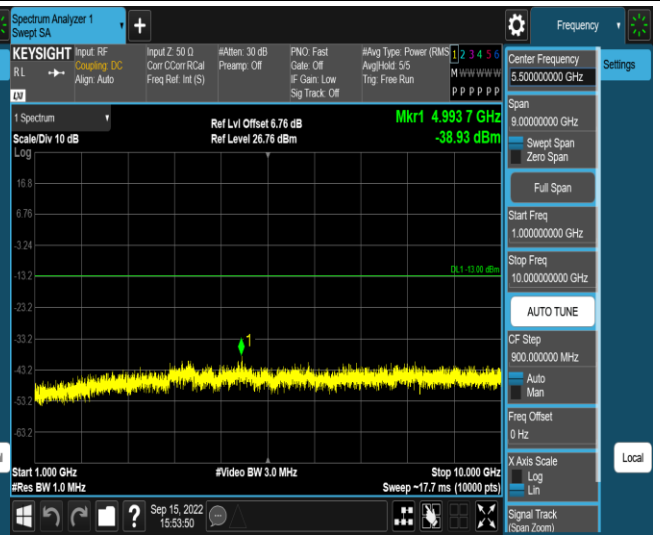 Spectrum Analyzer 1
Swept SA
Frequency
KEYSIGHT
RL
Align: Auto
Input: RF
Coupling: DC
Input Z: 50 Ω
Corr CCorr RCal
Freq Ref: Int (S)
#Atten: 30 dB
Preamp: Off
PNO: Fast
Gate: Off
IF Gain: Low
Sig Track: Off
#Avg Type: Power (RMS
Avg|Hold: 5/5
Trig: Free Run
1 2 3 4 5 6
M W W W W W
P P P P P P
LXI
1 Spectrum
Scale/Div 10 dB
Log
Ref Lvl Offset 6.76 dB
Ref Level 26.76 dBm
Mkr1 4.993 7 GHz
-38.93 dBm
16.8
6.76
-3.24
-13.2
DL1 -13.00 dBm
-23.2
-33.2
1
-43.2
-53.2
-63.2
Start 1.000 GHz
#Res BW 1.0 MHz
#Video BW 3.0 MHz
Stop 10.000 GHz
Sweep ~17.7 ms (10000 pts)
?
Sep 15, 2022
15:53:50
Center Frequency
5.500000000 GHz
Settings
Span
9.00000000 GHz
Swept Span
Zero Span
Full Span
Start Freq
1.000000000 GHz
Stop Freq
10.000000000 GHz
AUTO TUNE
CF Step
900.000000 MHz
Auto
Man
Freq Offset
0 Hz
X Axis Scale
Log
Lin
Local
Signal Track
(Span Zoom)